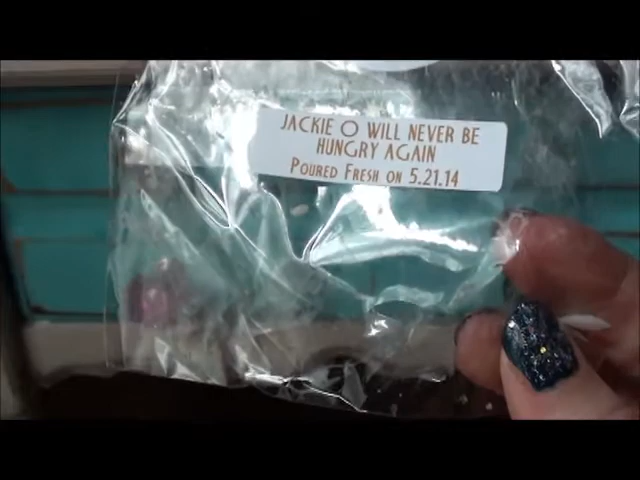 JACKIE O WILL NEVER BE
HUNGRY AGAIN
POURED FRESH ON 5.21.14